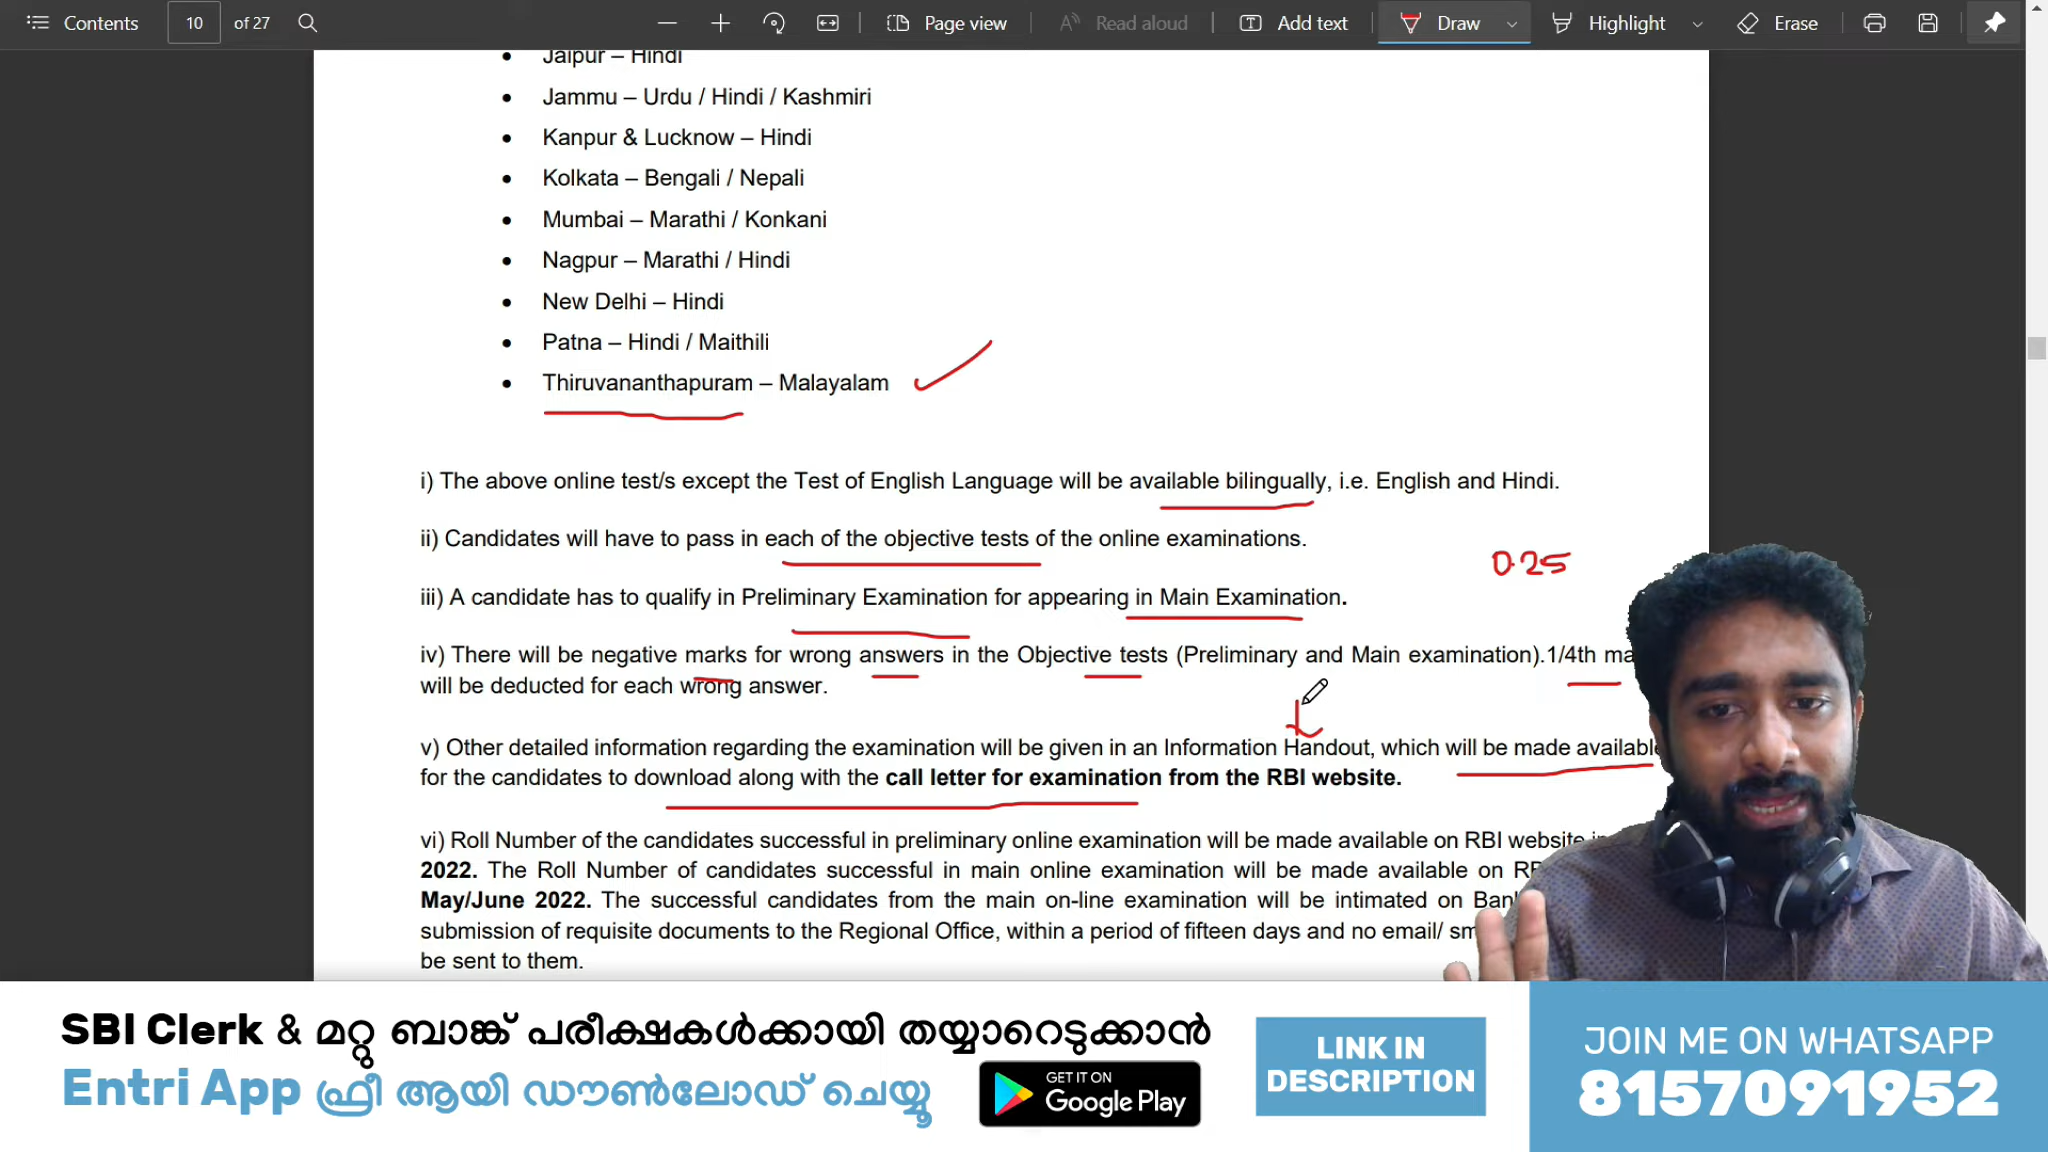 Contents 10 of 27 Page view Read aloud Add text Draw Highlight Erase
Jaipur – Hindi
Jammu – Urdu / Hindi / Kashmiri
Kanpur & Lucknow – Hindi
Kolkata – Bengali / Nepali
Mumbai – Marathi / Konkani
Nagpur – Marathi / Hindi
New Delhi – Hindi
Patna – Hindi / Maithili
Thiruvananthapuram – Malayalam
i) The above online test/s except the Test of English Language will be available bilingually, i.e. English and Hindi.
ii) Candidates will have to pass in each of the objective tests of the online examinations.
0.25
iii) A candidate has to qualify in Preliminary Examination for appearing in Main Examination.
iv) There will be negative marks for wrong answers in the Objective tests (Preliminary and Main examination).1/4th
will be deducted for each wrong answer.
v) Other detailed information regarding the examination will be given in an Information Handout, which will be made available
for the candidates to download along with the call letter for examination from the RBI website.
vi) Roll Number of the candidates successful in preliminary online examination will be made available on RBI website
2022. The Roll Number of candidates successful in main online examination will be made available on
May/June 2022. The successful candidates from the main on-line examination will be intimated on
submission of requisite documents to the Regional Office, within a period of fifteen days and no email/
be sent to them.
SBI Clerk & മറ്റു ബാങ്ക് പരീക്ഷകൾക്കായി തയ്യാറെടുക്കാൻ
Entri App ഫ്രീ ആയി ഡൗൺലോഡ് ചെയ്യൂ
GET IT ON
Google Play
LINK IN
DESCRIPTION
JOIN ME ON WHATSAPP
8157091952